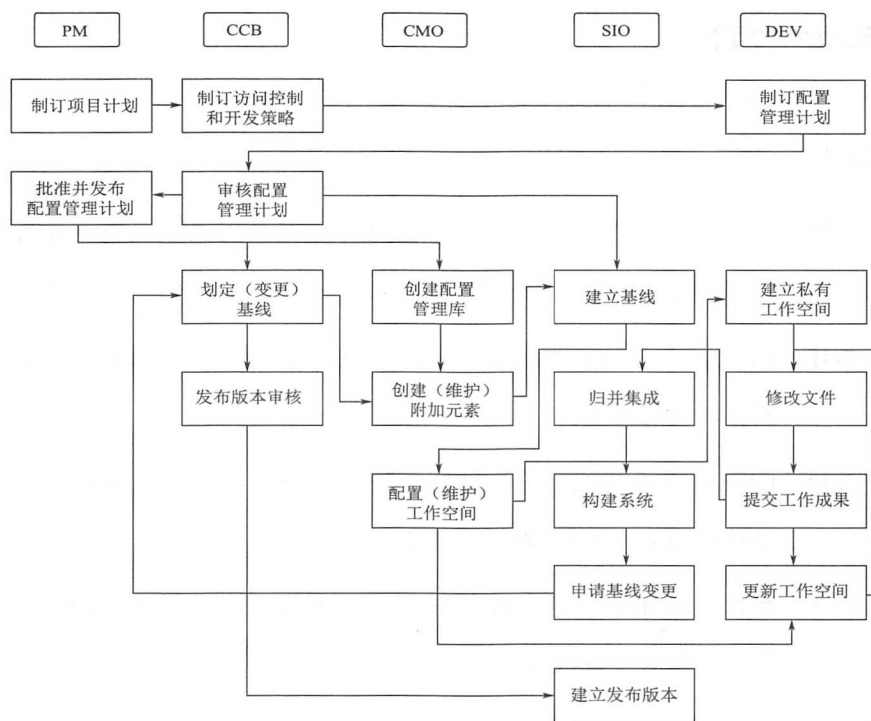 PM
CCB
CMO
SIO
DEV
制订项目计划
制订访问控制
和开发策略
制订配置
管理计划
批准并发布
配置管理计划
审核配置
管理计划
划定（变更）
基线
创建配置
管理库
建立基线
建立私有
工作空间
发布版本审核
创建（维护）
附加元素
归并集成
修改文件
配置（维护）
工作空间
构建系统
提交工作成果
申请基线变更
更新工作空间
建立发布版本